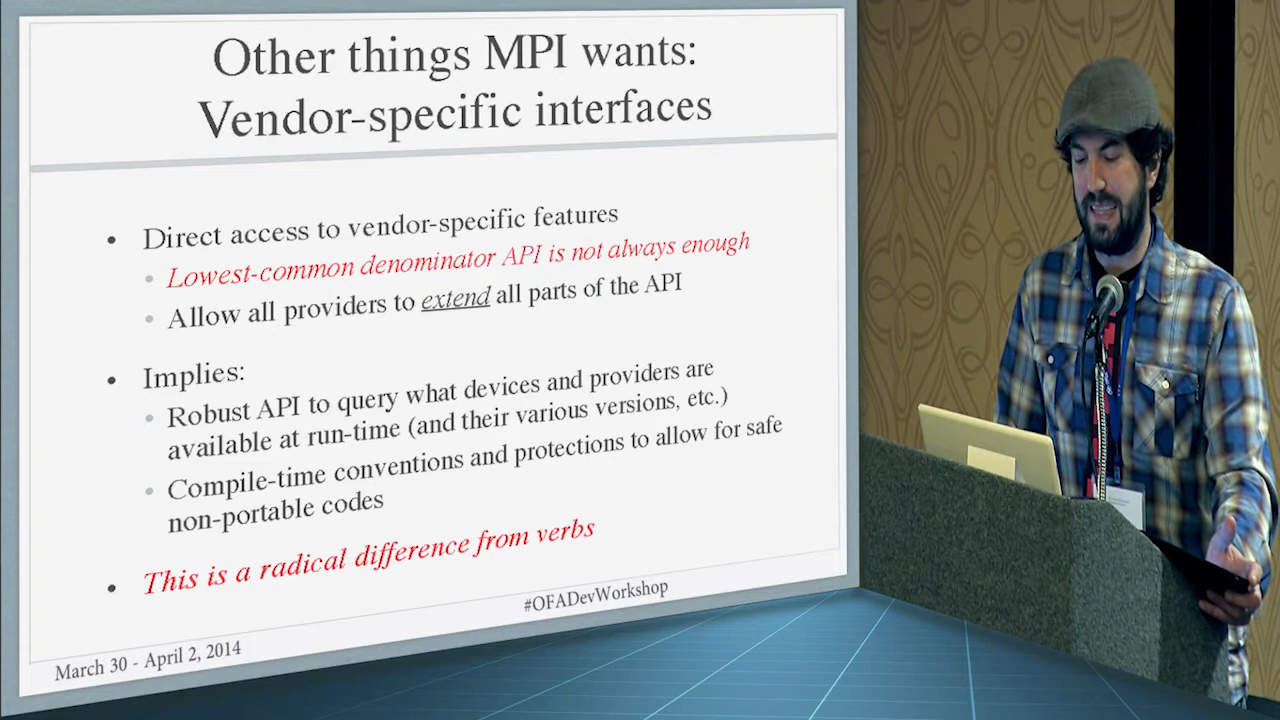 Other things MPI wants:
Vendor-specific interfaces
• Direct access to vendor-specific features
• Lowest-common denominator API is not always enough
• Allow all providers to extend all parts of the API
• Implies:
• Robust API to query what devices and providers are
available at run-time (and their various versions, etc.)
• Compile-time conventions and protections to allow for safe
non-portable codes
• This is a radical difference from verbs
#OFADevWorkshop
March 30 - April 2, 2014